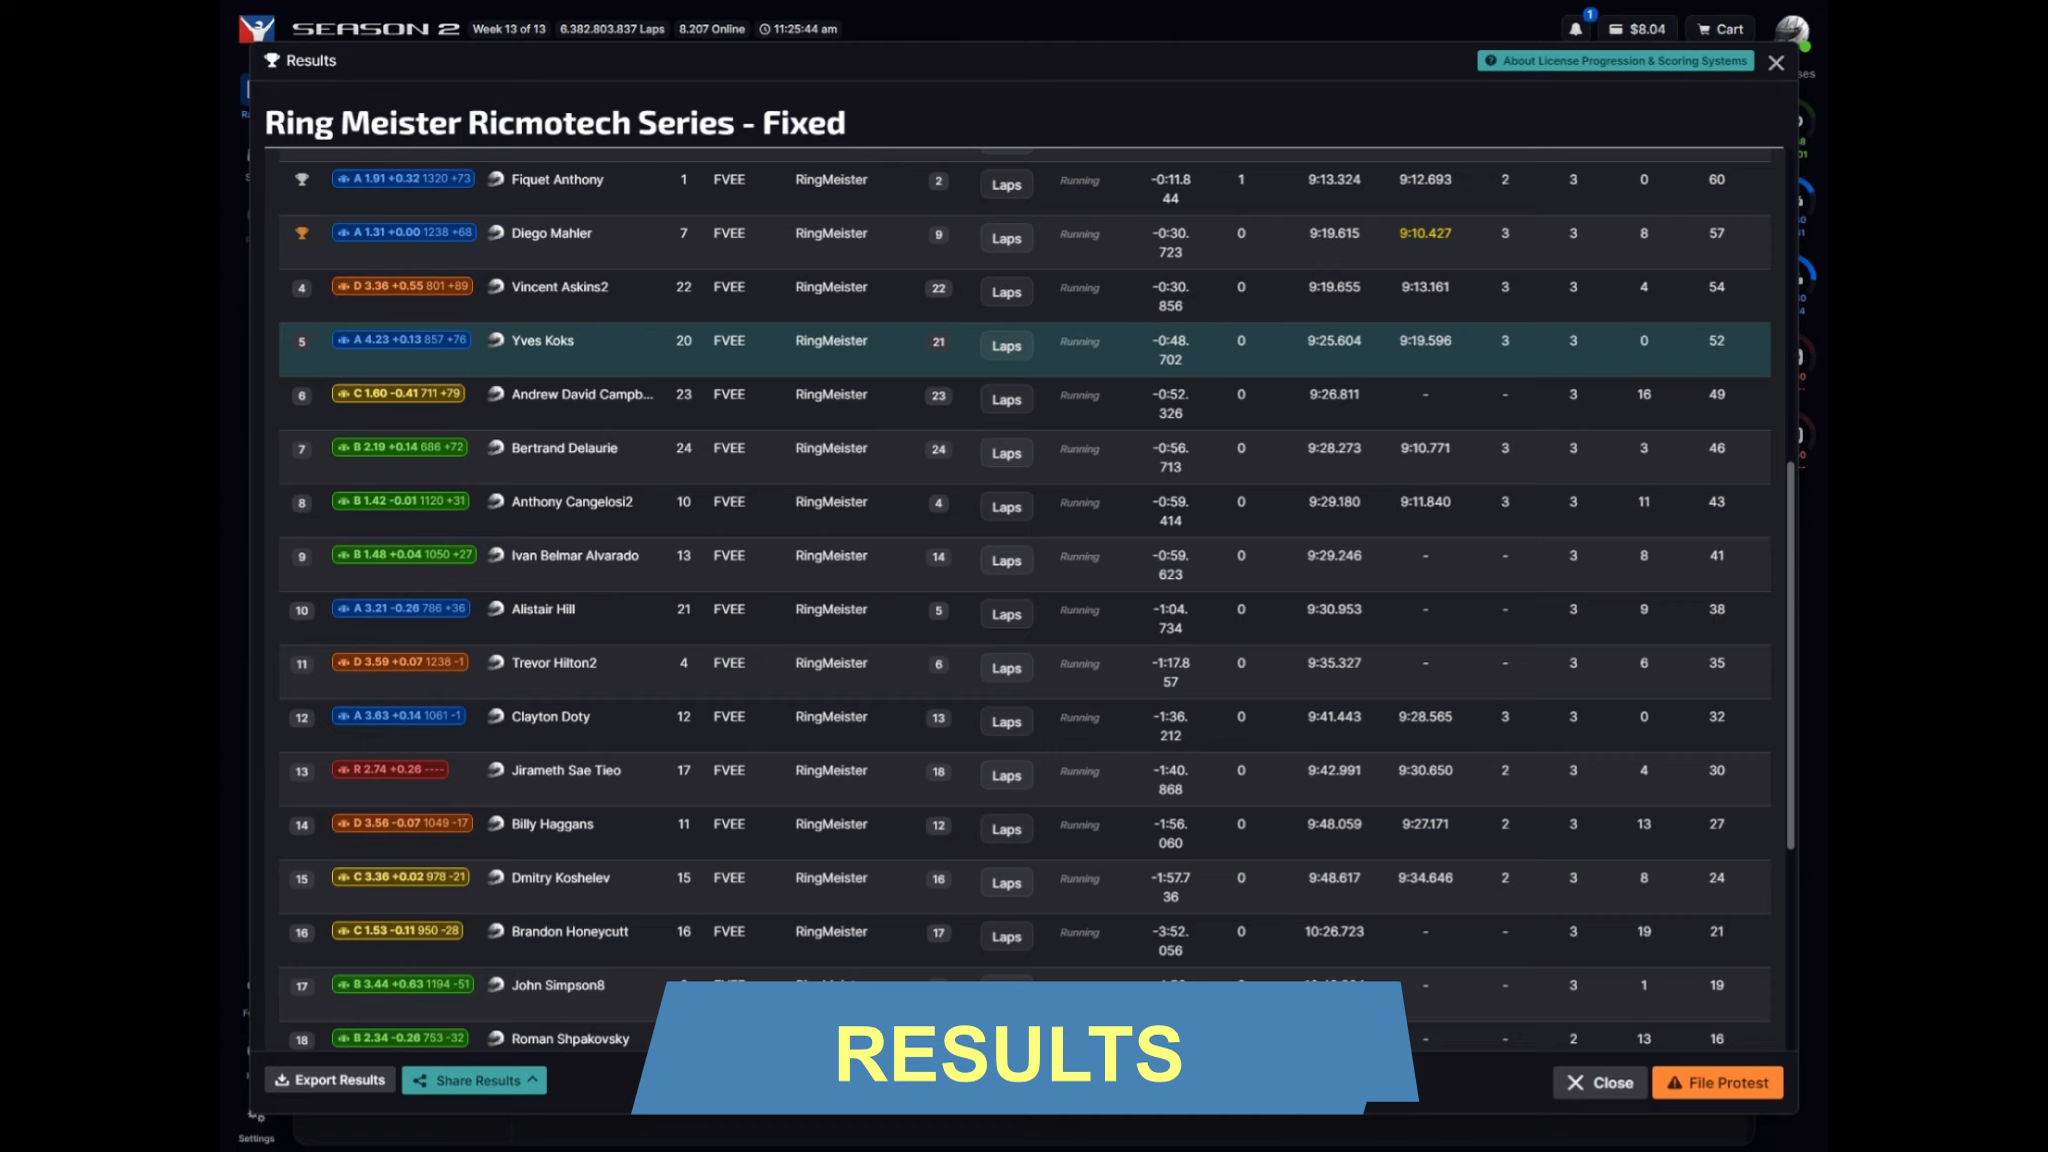 SEASON 2 Week 13 of 13 6.382.803.837 Laps 8.207 Online 11:25:44 am 1 $8.04 Cart
Results About License Progression & Scoring Systems
Ring Meister Ricmotech Series - Fixed
A 1.91 +0.32 1320 +73 Fiquet Anthony 1 FVEE RingMeister 2 Laps Running -0:11.8 1 9:13.324 9:12.693 2 3 0 60
44
A 1.31 +0.00 1238 +68 Diego Mahler 7 FVEE RingMeister 9 Laps Running -0:30. 0 9:19.615 9:10.427 3 3 8 57
723
4 D 3.36 +0.55 801 +89 Vincent Askins2 22 FVEE RingMeister 22 Laps Running -0:30. 0 9:19.655 9:13.161 3 3 4 54
856
5 A 4.23 +0.13 857 +76 Yves Koks 20 FVEE RingMeister 21 Laps Running -0:48. 0 9:25.604 9:19.596 3 3 0 52
702
6 C 1.60 -0.41 711 +79 Andrew David Campb... 23 FVEE RingMeister 23 Laps Running -0:52. 0 9:26.811 - - 3 16 49
326
7 B 2.19 +0.14 686 +72 Bertrand Delaurie 24 FVEE RingMeister 24 Laps Running -0:56. 0 9:28.273 9:10.771 3 3 3 46
713
8 B 1.42 -0.01 1120 +31 Anthony Cangelosi2 10 FVEE RingMeister 4 Laps Running -0:59. 0 9:29.180 9:11.840 3 3 11 43
414
9 B 1.48 +0.04 1050 +27 Ivan Belmar Alvarado 13 FVEE RingMeister 14 Laps Running -0:59. 0 9:29.246 - - 3 8 41
623
10 A 3.21 -0.26 786 +36 Alistair Hill 21 FVEE RingMeister 5 Laps Running -1:04. 0 9:30.953 - - 3 9 38
734
11 D 3.59 +0.07 1238 -1 Trevor Hilton2 4 FVEE RingMeister 6 Laps Running -1:17.8 0 9:35.327 - - 3 6 35
57
12 A 3.63 +0.14 1061 -1 Clayton Doty 12 FVEE RingMeister 13 Laps Running -1:36. 0 9:41.443 9:28.565 3 3 0 32
212
13 R 2.74 +0.26 ---- Jirameth Sae Tieo 17 FVEE RingMeister 18 Laps Running -1:40. 0 9:42.991 9:30.650 2 3 4 30
868
14 D 3.56 -0.07 1049 -17 Billy Haggans 11 FVEE RingMeister 12 Laps Running -1:56. 0 9:48.059 9:27.171 2 3 13 27
060
15 C 3.36 +0.02 978 -21 Dmitry Koshelev 15 FVEE RingMeister 16 Laps Running -1:57.7 0 9:48.617 9:34.646 2 3 8 24
36
16 C 1.53 -0.11 950 -28 Brandon Honeycutt 16 FVEE RingMeister 17 Laps Running -3:52. 0 10:26.723 - - 3 19 21
056
17 B 3.44 +0.63 1194 -51 John Simpson8 - - 3 1 19
18 B 2.34 -0.26 753 -32 Roman Shpakovsky - - 2 13 16
RESULTS
Export Results Share Results Close File Protest
Settings